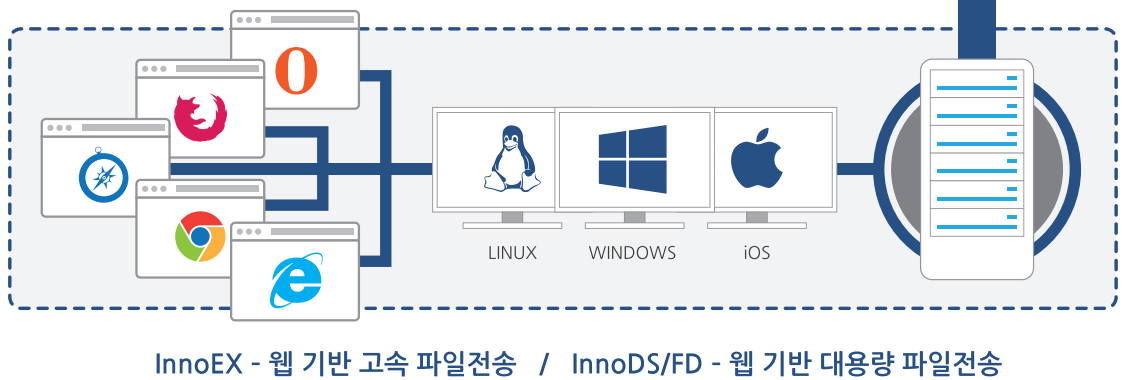 LINUX
WINDOWS
iOS
InnoEX - 웹 기반 고속 파일전송 / InnoDS/FD - 웹 기반 대용량 파일전송